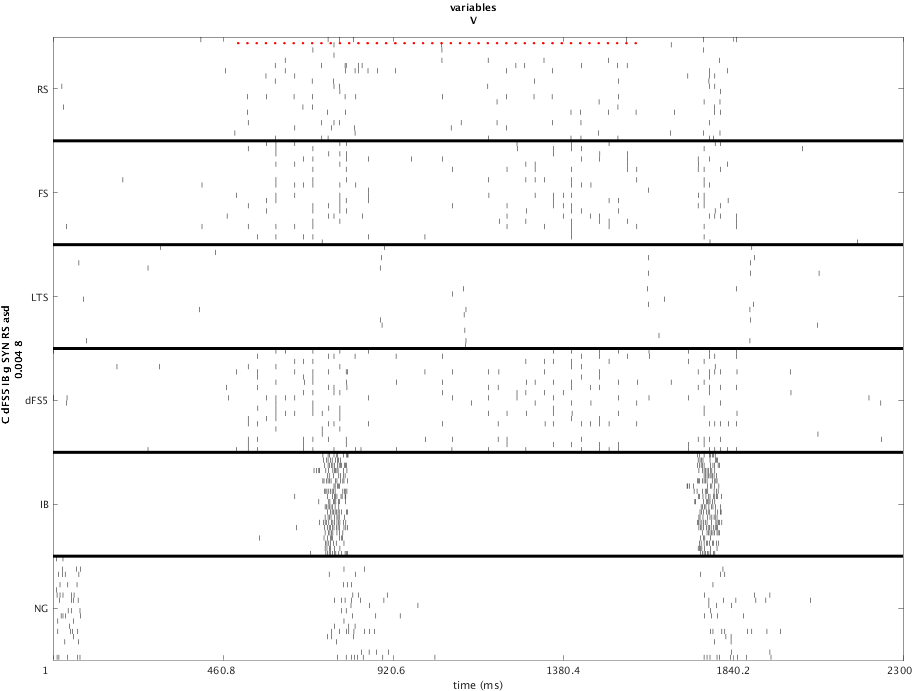 variables
V
RS
FS
LTS
dFS5
IB
NG
C dFS5 IB g SYN RS asd
0.004 8
1
460.8
920.6
1380.4
1840.2
2300
time (ms)